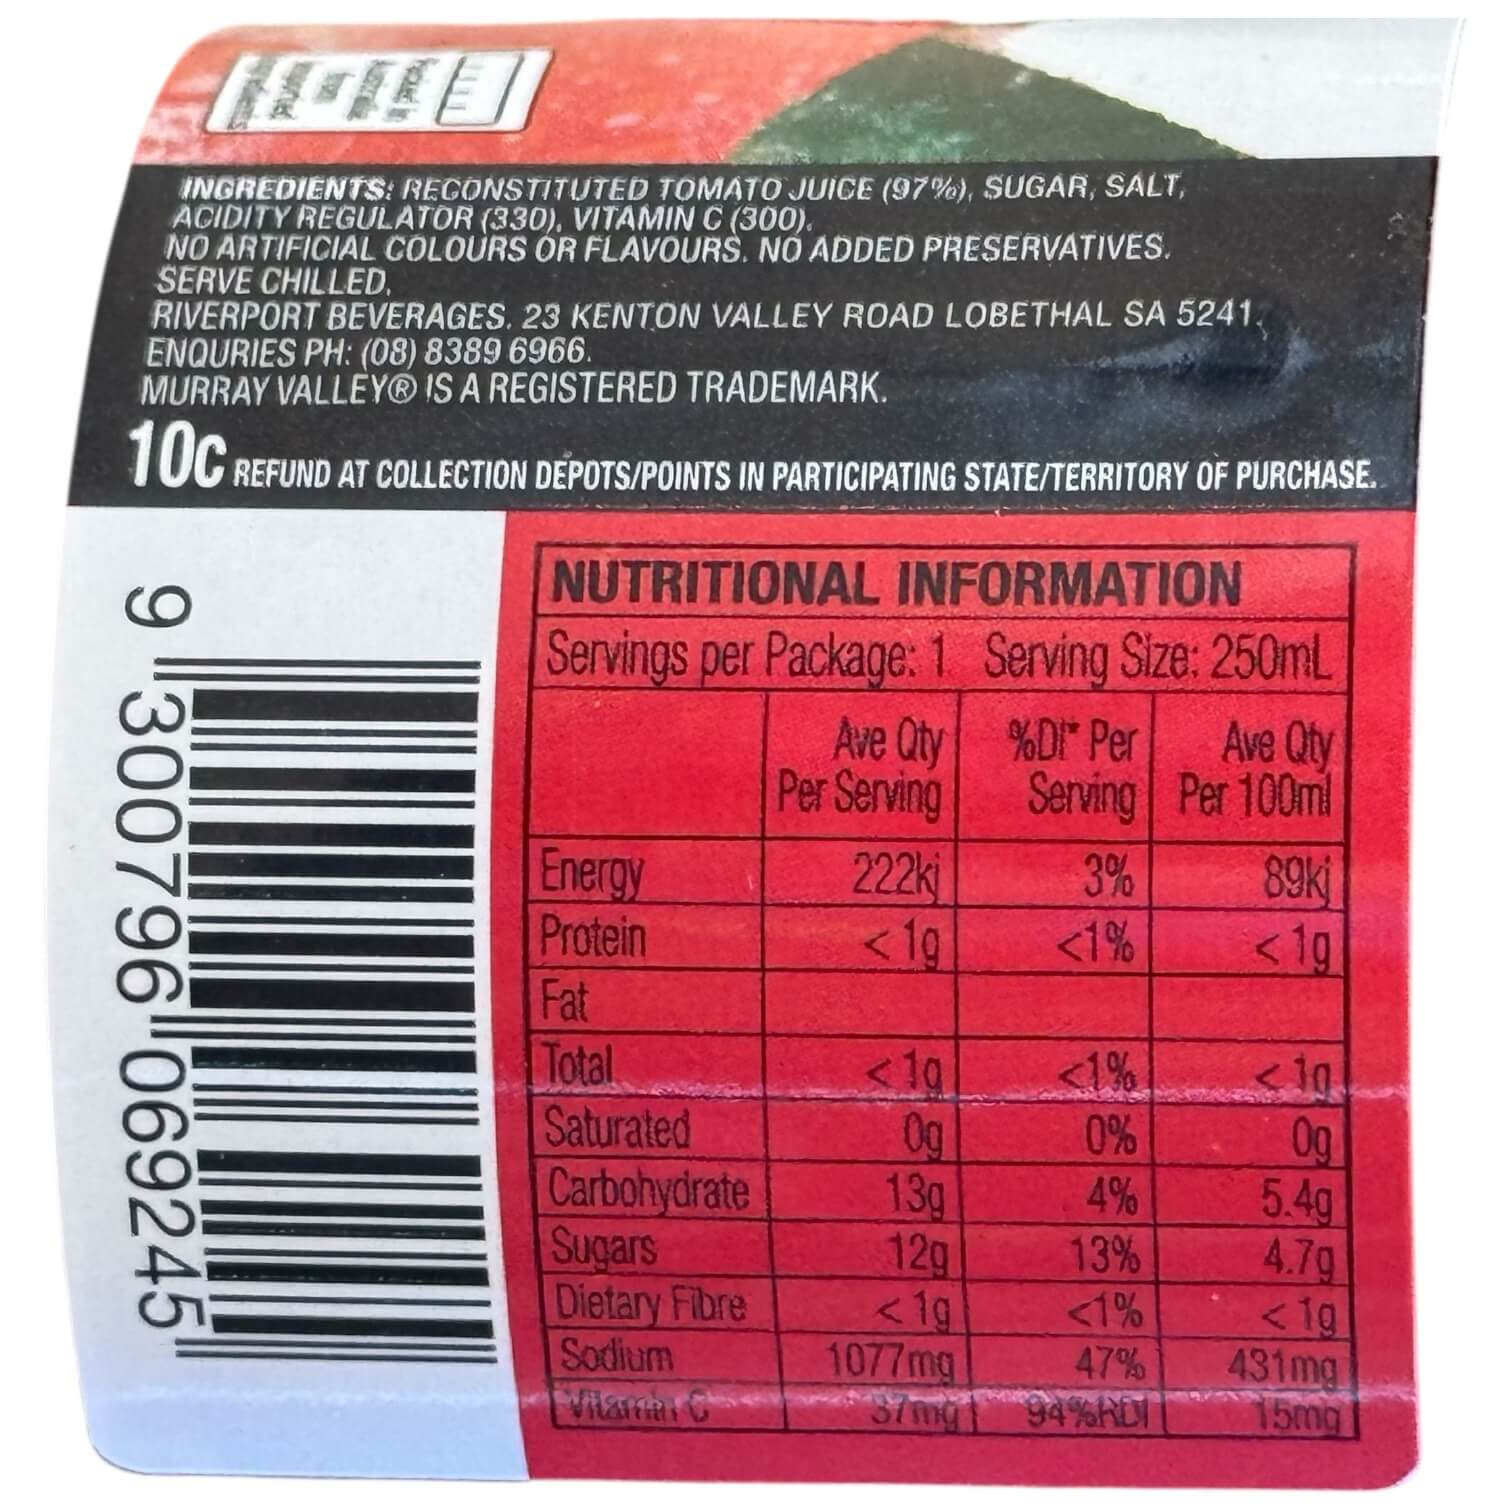 INGREDIENTS: RECONSTITUTED TOMATO JUICE (97%), SUGAR, SALT,
ACIDITY REGULATOR (330), VITAMIN C (300).
NO ARTIFICIAL COLOURS OR FLAVOURS. NO ADDED PRESERVATIVES.
SERVE CHILLED.
RIVERPORT BEVERAGES. 23 KENTON VALLEY ROAD LOBETHAL SA 5241.
ENQURIES PH: (08) 8389 6966.
MURRAY VALLEY® IS A REGISTERED TRADEMARK.
10C REFUND AT COLLECTION DEPOTS/POINTS IN PARTICIPATING STATE/TERRITORY OF PURCHASE.
9 300796 069245
NUTRITIONAL INFORMATION
Servings per Package: 1 Serving Size: 250mL
Ave Qty Per Serving %DI* Per Serving Ave Qty Per 100ml
Energy 222kj 3% 89kj
Protein <1g <1% <1g
Fat
Total <1g <1% <1g
Saturated 0g 0% 0g
Carbohydrate 13g 4% 5.4g
Sugars 12g 13% 4.7g
Dietary Fibre <1g <1% <1g
Sodium 1077mg 47% 431mg
Vitamin C 37mg 94%RDI 15mg